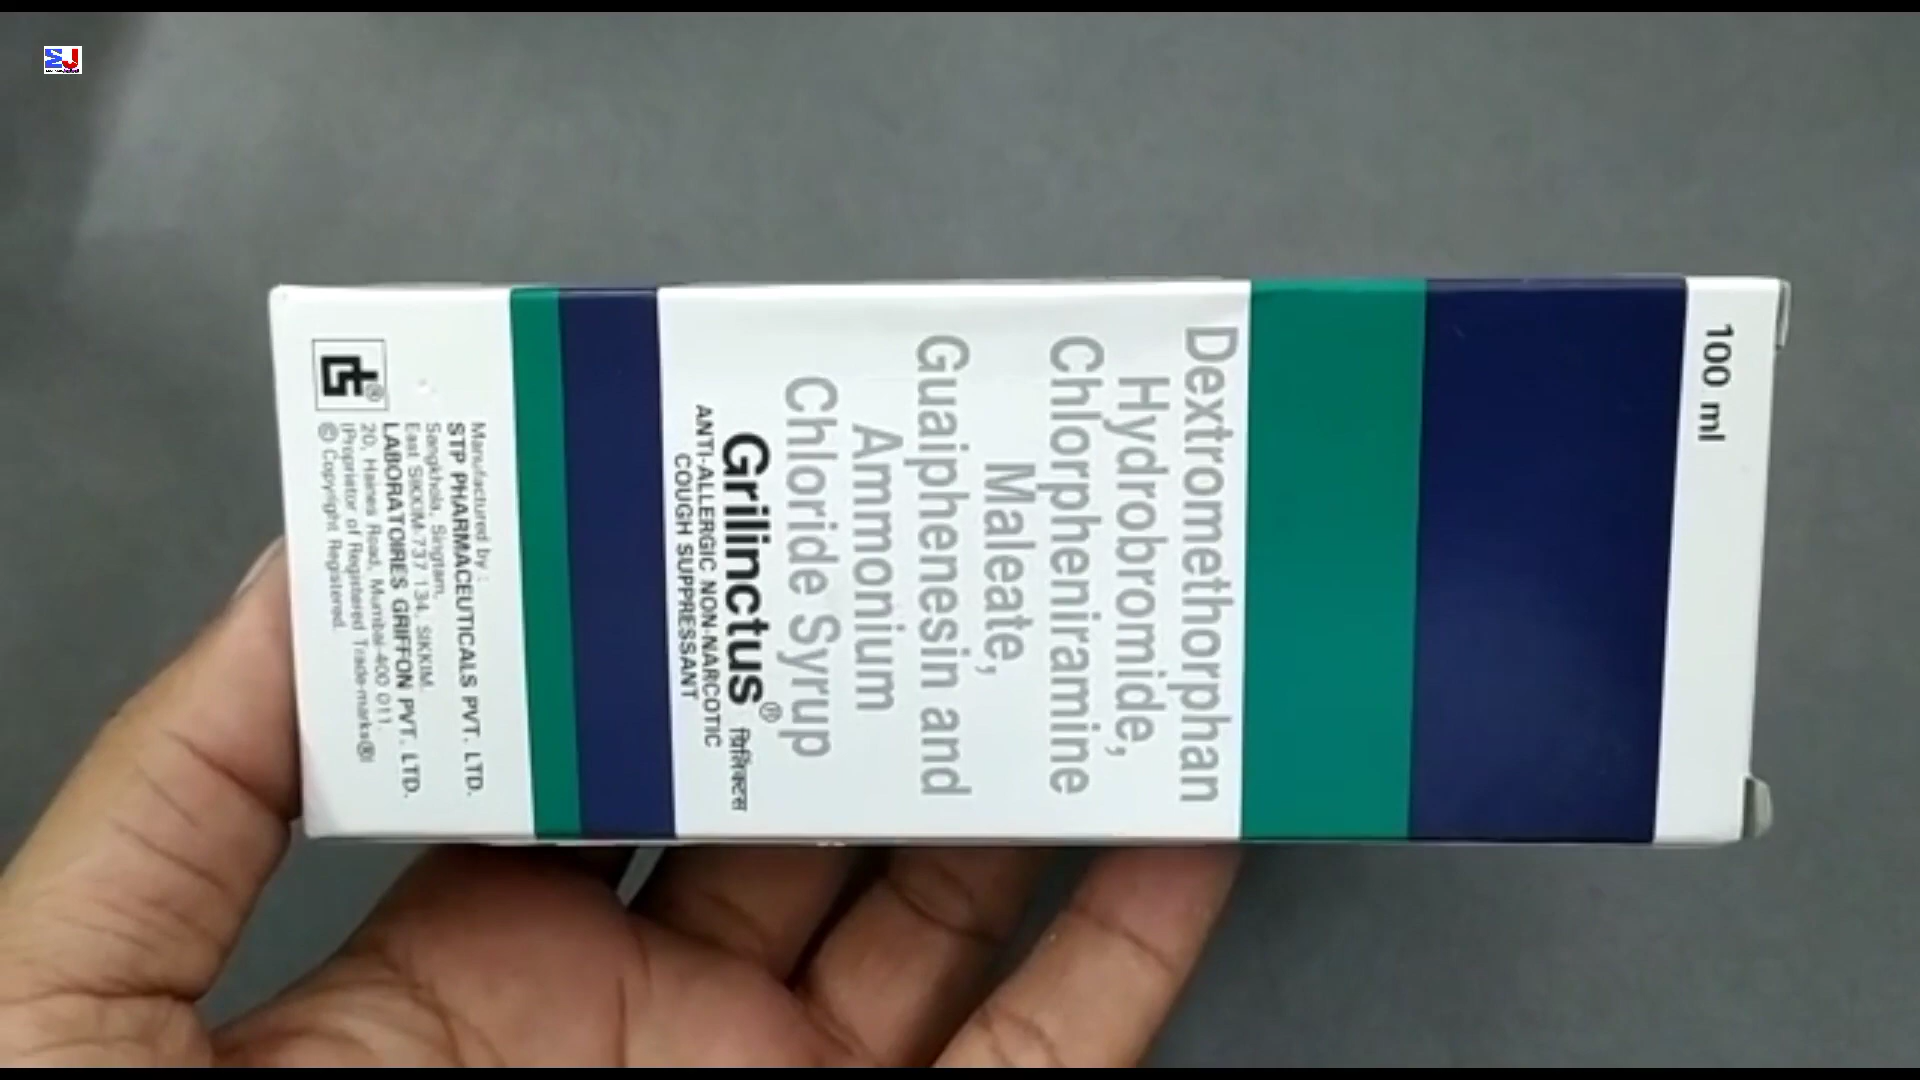 100 ml
Dextromethorphan
Hydrobromide,
Chlorpheniramine
Maleate,
Guaiphenesin and
Ammonium
Chloride Syrup
Grilinctus® ग्रिलिंक्टस
ANTI-ALLERGIC NON-NARCOTIC
COUGH SUPPRESSANT
Manufactured by :
STP PHARMACEUTICALS PVT. LTD.
Sangkhola, Singtam,
East SIKKIM-737 134, SIKKIM.
LABORATOIRES GRIFFON PVT. LTD.
20, Haines Road, Mumbai-400 011.
(Proprietor of Registered Trade-marks®)
© Copyright Registered.